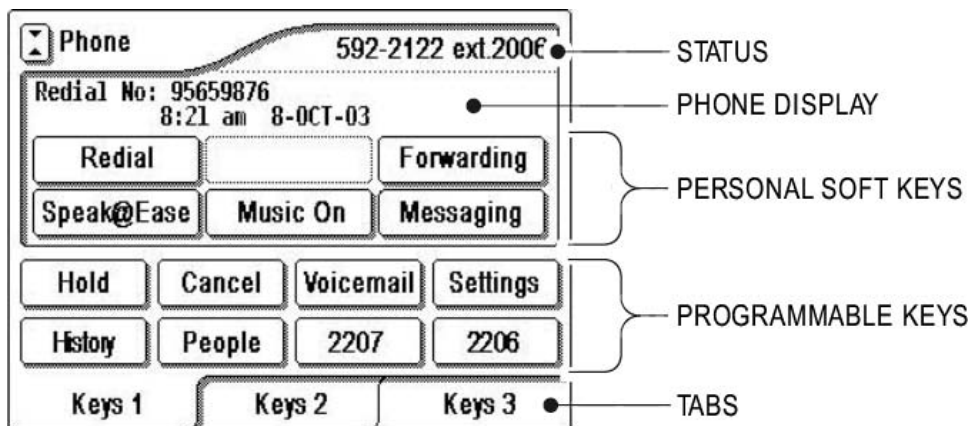 Phone
592-2122 ext.2006
STATUS
Redial No: 95659876
8:21 am 8-OCT-03
PHONE DISPLAY
Redial
Forwarding
Speak@Ease
Music On
Messaging
PERSONAL SOFT KEYS
Hold
Cancel
Voicemail
Settings
History
People
2207
2206
PROGRAMMABLE KEYS
Keys 1
Keys 2
Keys 3
TABS